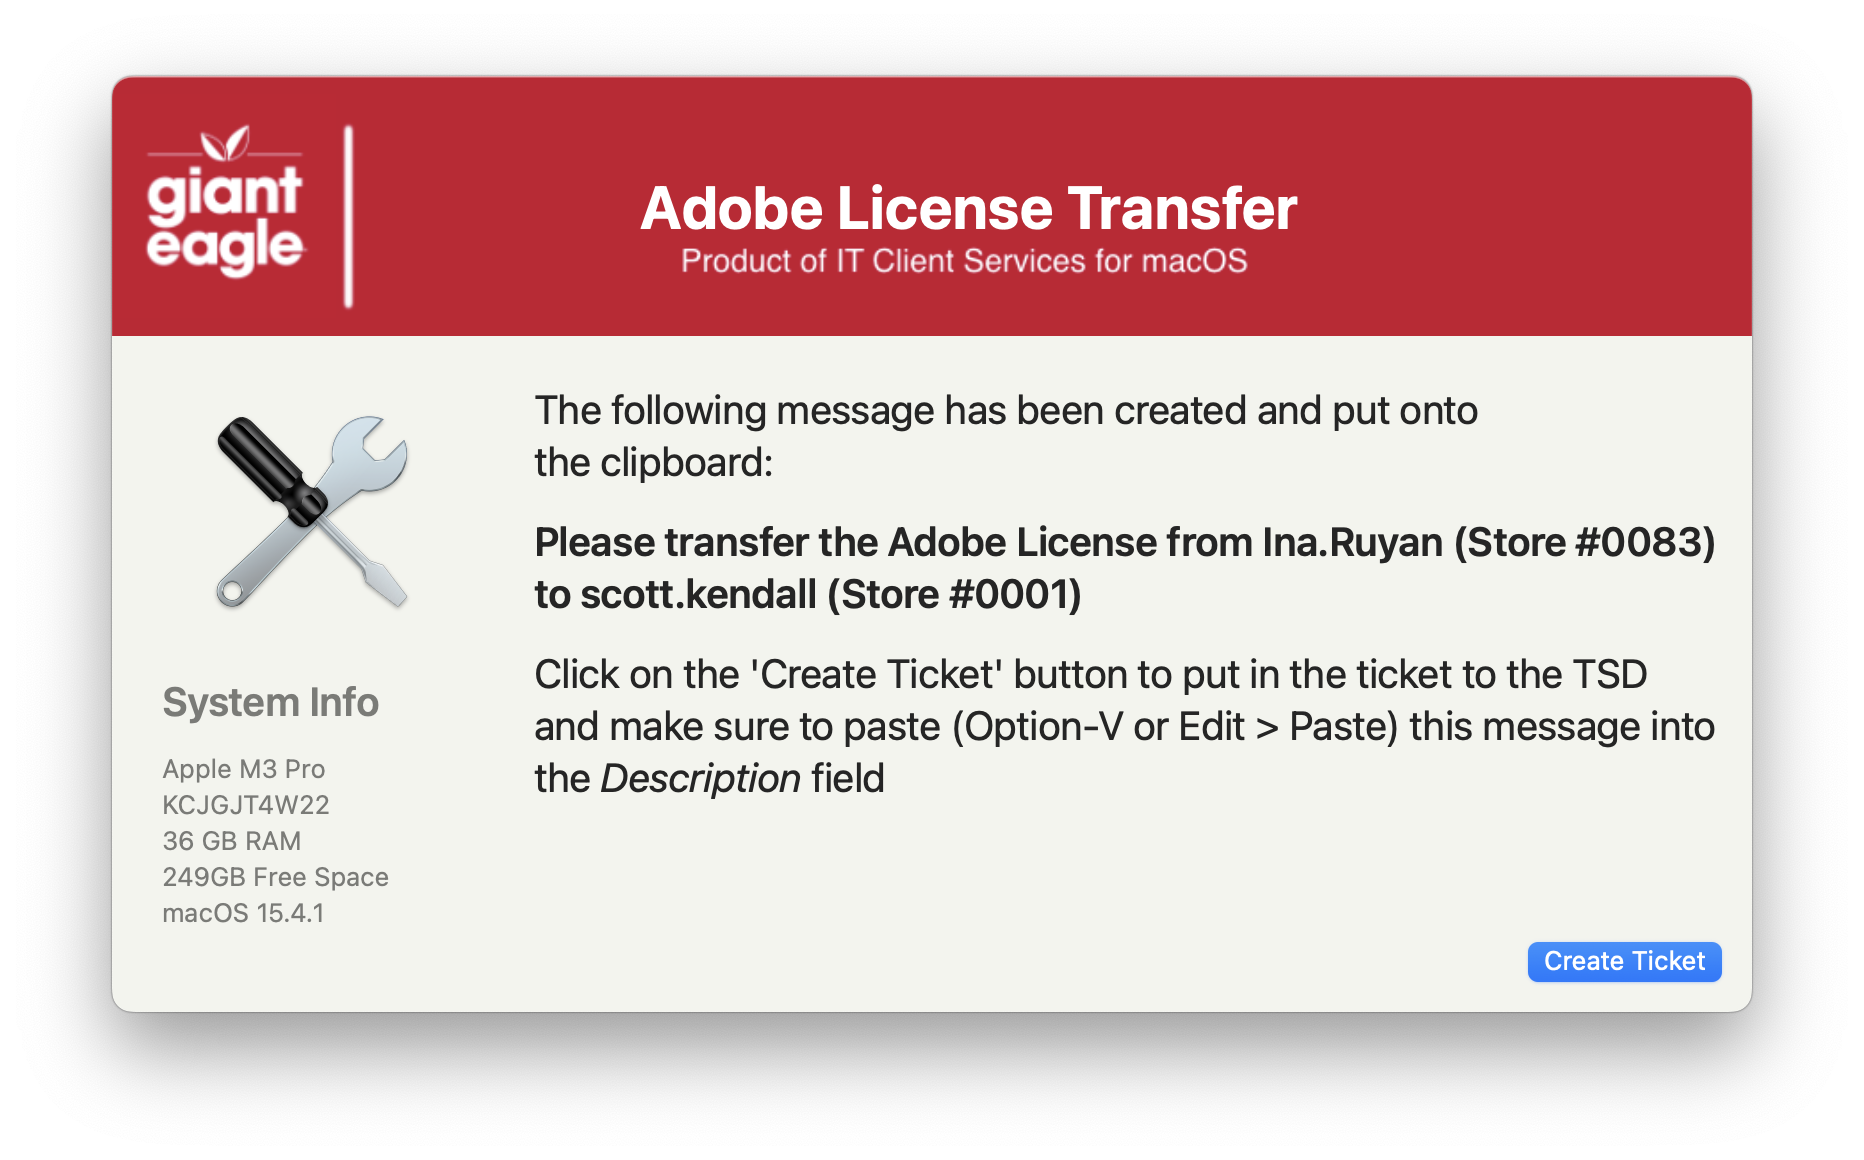 giant
eagle
Adobe License Transfer
Product of IT Client Services for macOS
The following message has been created and put onto
the clipboard:
Please transfer the Adobe License from Ina.Ruyan (Store #0083)
to scott.kendall (Store #0001)
Click on the 'Create Ticket' button to put in the ticket to the TSD
and make sure to paste (Option-V or Edit > Paste) this message into
the Description field
System Info
Apple M3 Pro
KCJGJT4W22
36 GB RAM
249GB Free Space
macOS 15.4.1
Create Ticket